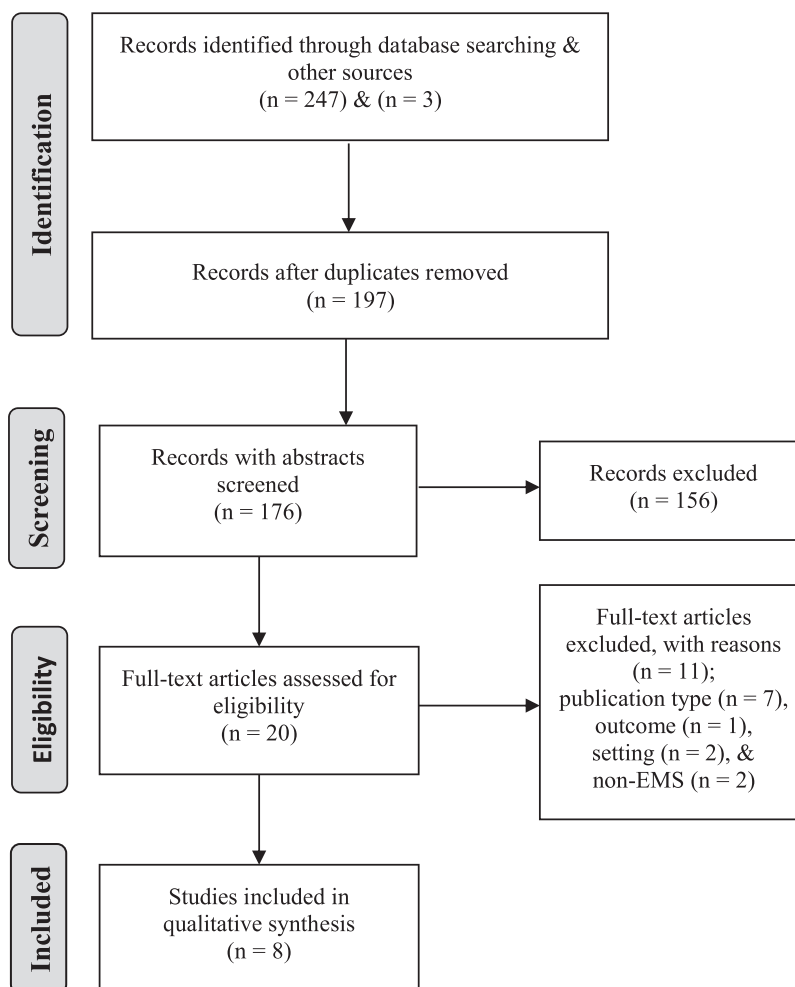 Identification
Records identified through database searching &
other sources
(n = 247) & (n = 3)
Records after duplicates removed
(n = 197)
Screening
Records with abstracts
screened
(n = 176)
Records excluded
(n = 156)
Eligibility
Full-text articles assessed for
eligibility
(n = 20)
Full-text articles
excluded, with reasons
(n = 11);
publication type (n = 7),
outcome (n = 1),
setting (n = 2), &
non-EMS (n = 2)
Included
Studies included in
qualitative synthesis
(n = 8)